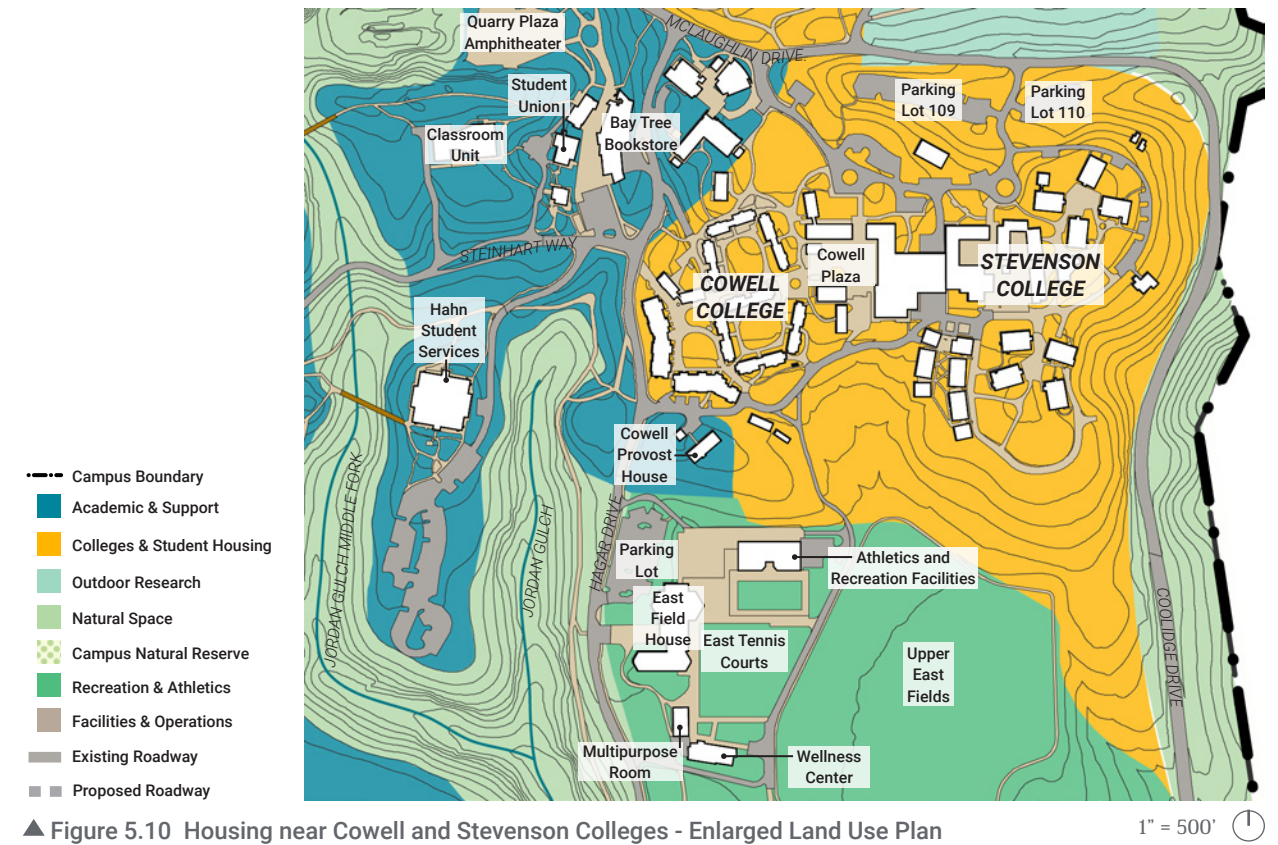 Quarry Plaza
Amphitheater
MCLAUGHLIN DRIVE
Student
Union
Parking
Lot 109
Parking
Lot 110
Classroom
Unit
Bay Tree
Bookstore
STEINHART WAY
Cowell
Plaza
STEVENSON
COLLEGE
COWELL
COLLEGE
Hahn
Student
Services
Cowell
Provost
House
JORDAN GULCH MIDDLE FORK
JORDAN GULCH
HAGAR DRIVE
Parking
Lot
Athletics and
Recreation Facilities
East
Field
House
East Tennis
Courts
Upper
East
Fields
COOLIDGE DRIVE
Multipurpose
Room
Wellness
Center
Campus Boundary
Academic & Support
Colleges & Student Housing
Outdoor Research
Natural Space
Campus Natural Reserve
Recreation & Athletics
Facilities & Operations
Existing Roadway
Proposed Roadway
Figure 5.10 Housing near Cowell and Stevenson Colleges - Enlarged Land Use Plan
1" = 500'